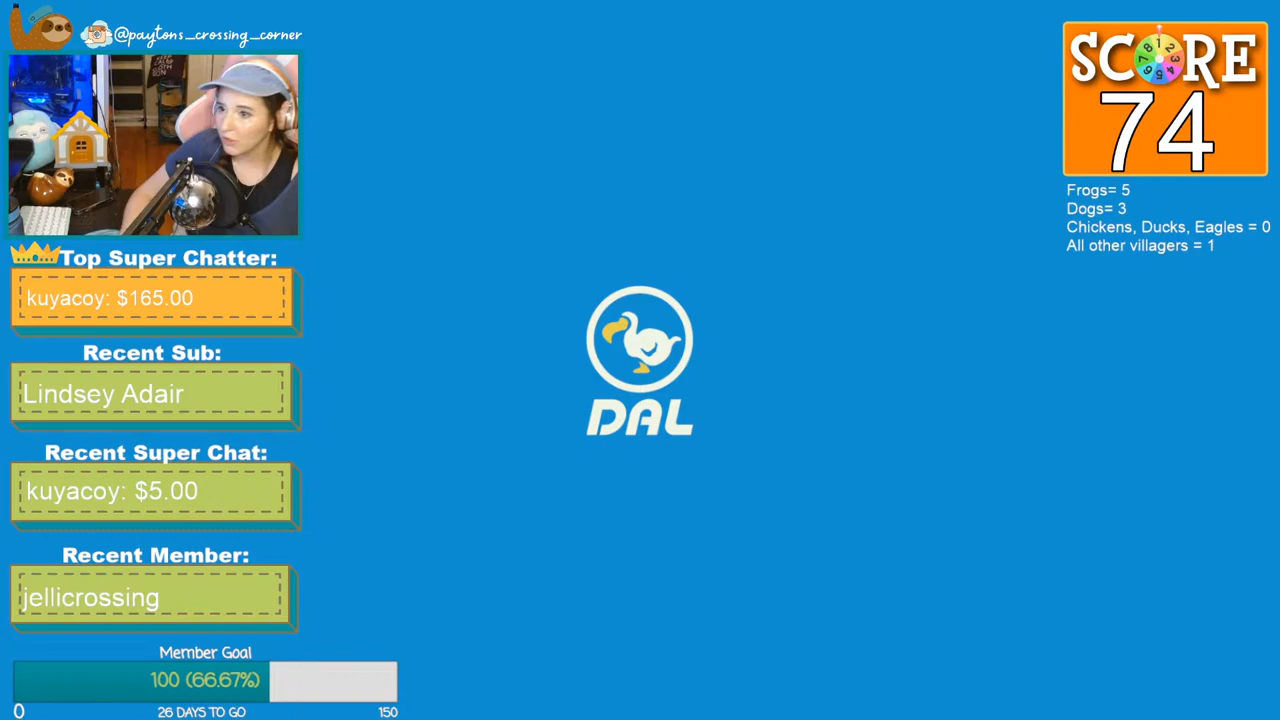 @paytons_crossing_corner
Top Super Chatter:
kuyacoy: $165.00
Recent Sub:
Lindsey Adair
Recent Super Chat:
kuyacoy: $5.00
Recent Member:
jellicrossing
Member Goal
100 (66.67%)
0
26 DAYS TO GO
150
DAL
SCORE
74
Frogs= 5
Dogs= 3
Chickens, Ducks, Eagles = 0
All other villagers = 1